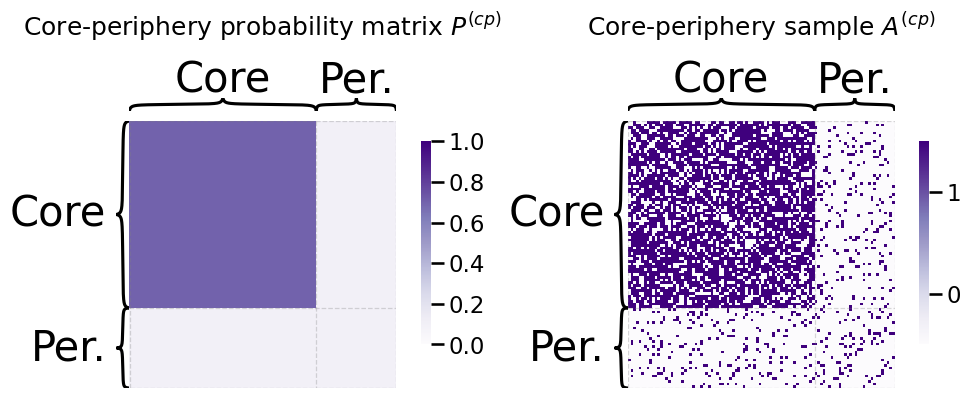 Core-periphery probability matrix P^(cp)
Core Per.
Core
Per.
1.0
0.8
0.6
0.4
0.2
0.0
Core-periphery sample A^(cp)
Core Per.
Core
Per.
1
0